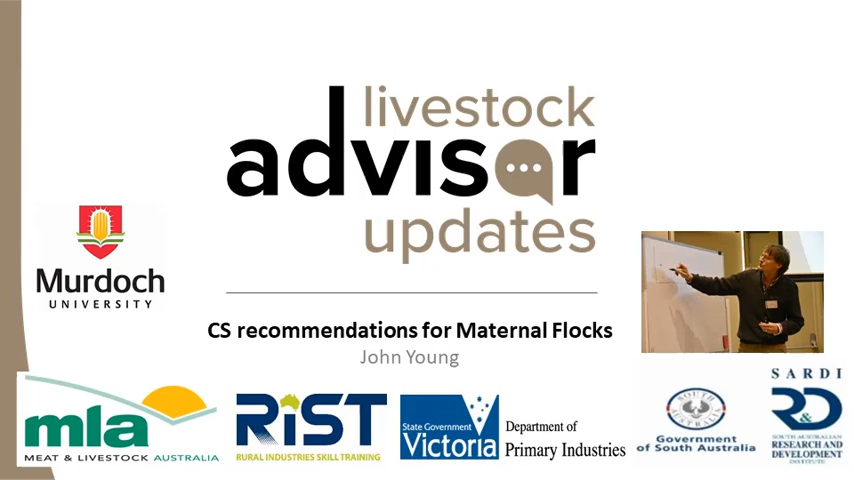 livestock
advisor
updates
Murdoch
UNIVERSITY
CS recommendations for Maternal Flocks
John Young
mla
MEAT & LIVESTOCK AUSTRALIA
RiST
RURAL INDUSTRIES SKILL TRAINING
State Government
Victoria
Department of
Primary Industries
SOUTH AUSTRALIA
Government
of South Australia
SARDI
R&D
SOUTH AUSTRALIAN
RESEARCH AND
DEVELOPMENT
INSTITUTE